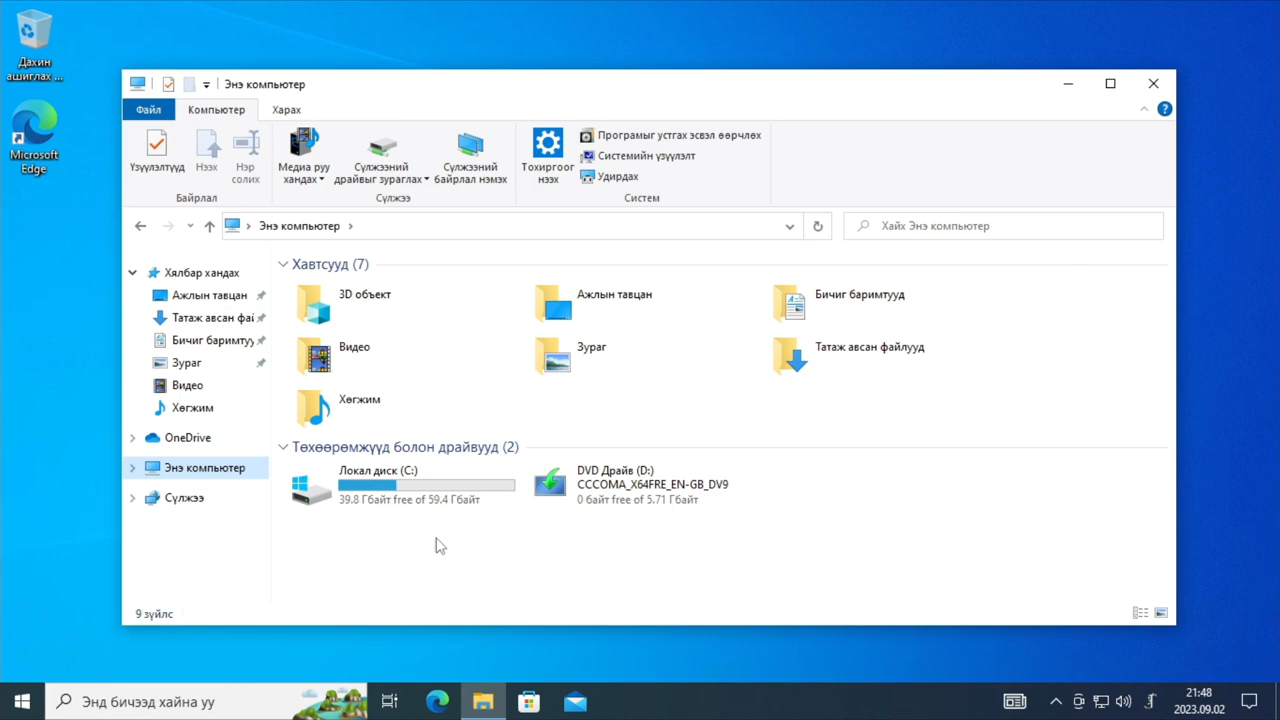 Дахин
ашиглах ...
Microsoft
Edge
Энэ компьютер
Файл
Компьютер
Харах
Үзүүлэлтүүд
Нээх
Нэр
солих
Байрлал
Медиа руу
хандах
Сүлжээний
драйвыг зураглах
Сүлжээний
байрлал нэмэх
Сүлжээ
Тохиргоог
нээх
Програмыг устгах эсвэл өөрчлөх
Системийн үзүүлэлт
Удирдах
Систем
Энэ компьютер
Хайх Энэ компьютер
Хялбар хандах
Ажлын тавцан
Татаж авсан фаі
Бичиг баримтуу
Зураг
Видео
Хөгжим
OneDrive
Энэ компьютер
Сүлжээ
Хавтсууд (7)
3D объект
Ажлын тавцан
Бичиг баримтууд
Видео
Зураг
Татаж авсан файлууд
Хөгжим
Төхөөрөмжүүд болон драйвууд (2)
Локал диск (C:)
39.8 Гбайт free of 59.4 Гбайт
DVD Драйв (D:)
CCCOMA_X64FRE_EN-GB_DV9
0 байт free of 5.71 Гбайт
9 зүйлс
Энд бичээд хайна уу
21:48
2023.09.02